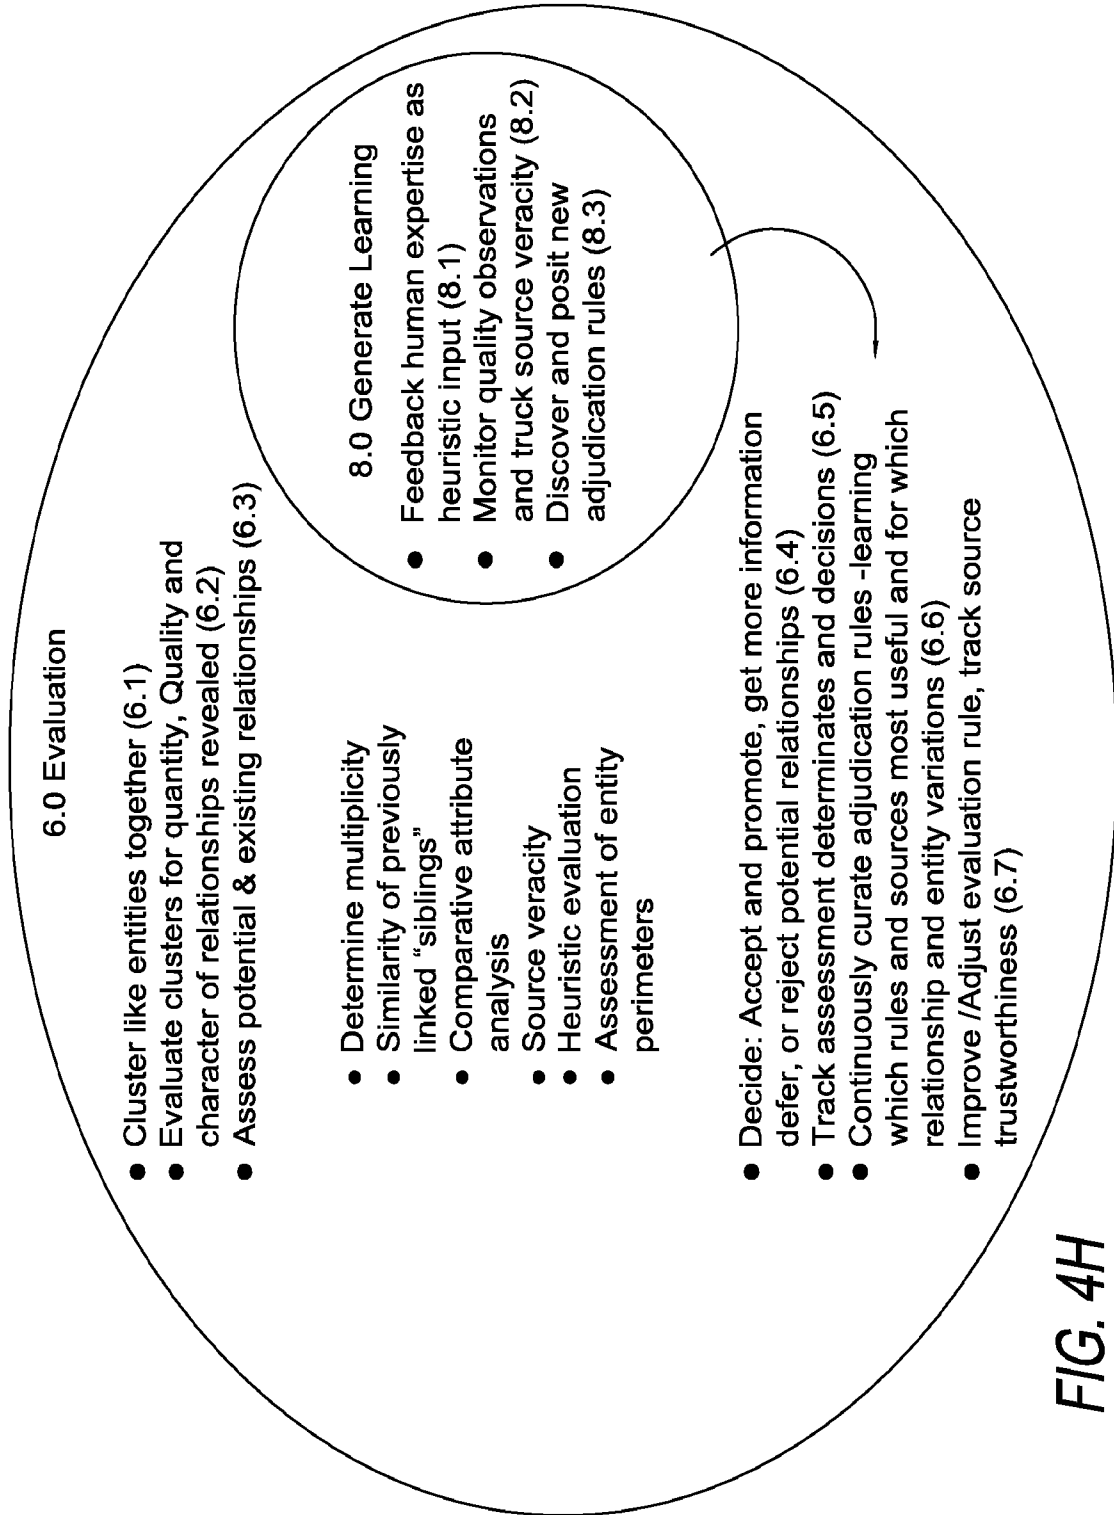 6.0 Evaluation
● Cluster like entities together (6.1)
● Evaluate clusters for quantity, Quality and
character of relationships revealed (6.2)
● Assess potential & existing relationships (6.3)
● Determine multiplicity
● Similarity of previously
linked “siblings”
● Comparative attribute
analysis
● Source veracity
● Heuristic evaluation
● Assessment of entity
perimeters
8.0 Generate Learning
● Feedback human expertise as
heuristic input (8.1)
● Monitor quality observations
and truck source veracity (8.2)
● Discover and posit new
adjudication rules (8.3)
● Decide: Accept and promote, get more information
defer, or reject potential relationships (6.4)
● Track assessment determinates and decisions (6.5)
● Continuously curate adjudication rules -learning
which rules and sources most useful and for which
relationship and entity variations (6.6)
● Improve /Adjust evaluation rule, track source
trustworthiness (6.7)
FIG. 4H